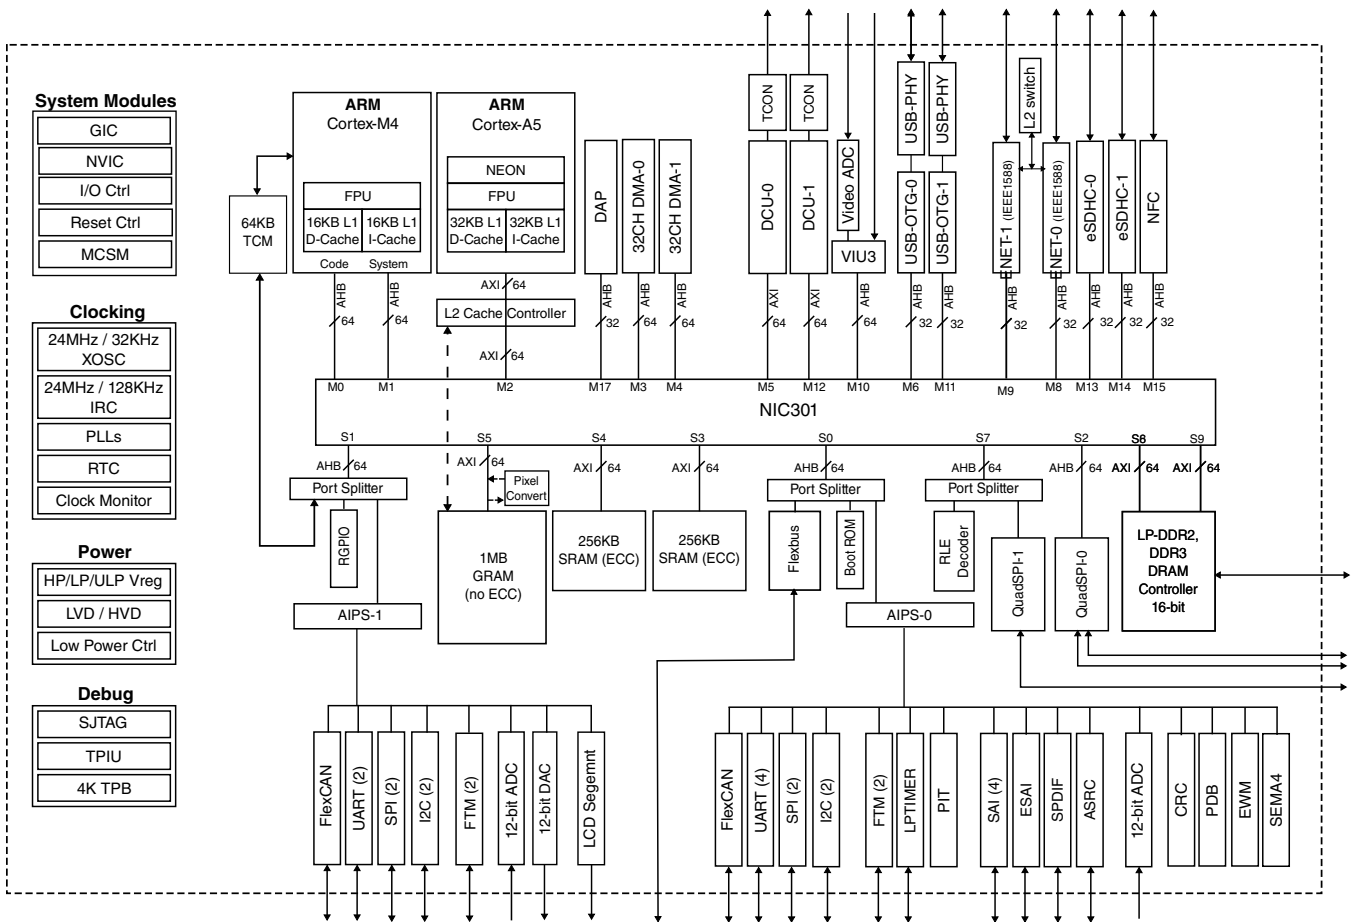 System Modules
GIC
NVIC
I/O Ctrl
Reset Ctrl
MCSM
Clocking
24MHz / 32KHz
XOSC
24MHz / 128KHz
IRC
PLLs
RTC
Clock Monitor
Power
HP/LP/ULP Vreg
LVD / HVD
Low Power Ctrl
Debug
SJTAG
TPIU
4K TPB
64KB
TCM
ARM
Cortex-M4
FPU
16KB L1
D-Cache
16KB L1
I-Cache
Code
System
ARM
Cortex-A5
NEON
FPU
32KB L1
D-Cache
32KB L1
I-Cache
AXI
64
L2 Cache Controller
DAP
32CH DMA-0
32CH DMA-1
TCON
DCU-0
TCON
DCU-1
Video ADC
VIU3
USB-PHY
USB-OTG-0
USB-PHY
USB-OTG-1
L2 switch
ENET-1 (IEEE1588)
ENET-0 (IEEE1588)
eSDHC-0
eSDHC-1
NFC
AHB
64
AHB
64
AXI
64
AHB
32
AHB
64
AHB
64
AXI
64
AXI
64
AHB
64
AHB
32
AHB
32
AHB
32
AHB
32
AHB
32
AHB
32
AHB
32
M0
M1
M2
M17
M3
M4
M5
M12
M10
M6
M11
M9
M8
M13
M14
M15
NIC301
S1
S5
S4
S3
S0
S7
S2
S6
S9
AHB
64
AXI
64
AXI
64
AXI
64
AHB
64
AHB
64
AHB
64
AXI
64
AXI
64
Port Splitter
Pixel
Convert
Port Splitter
Port Splitter
RGPIO
1MB
GRAM
(no ECC)
256KB
SRAM (ECC)
256KB
SRAM (ECC)
Flexbus
Boot ROM
RLE
Decoder
QuadSPI-1
QuadSPI-0
LP-DDR2,
DDR3
DRAM
Controller
16-bit
AIPS-1
AIPS-0
FlexCAN
UART (2)
SPI (2)
I2C (2)
FTM (2)
12-bit ADC
12-bit DAC
LCD Segemnt
FlexCAN
UART (4)
SPI (2)
I2C (2)
FTM (2)
LPTIMER
PIT
SAI (4)
ESAI
SPDIF
ASRC
12-bit ADC
CRC
PDB
EWM
SEMA4